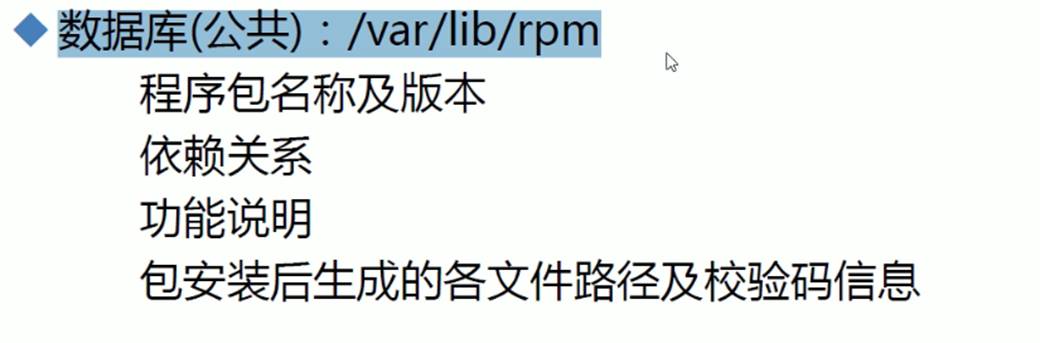 数据库(公共)：/var/lib/rpm
程序包名称及版本
依赖关系
功能说明
包安装后生成的各文件路径及校验码信息